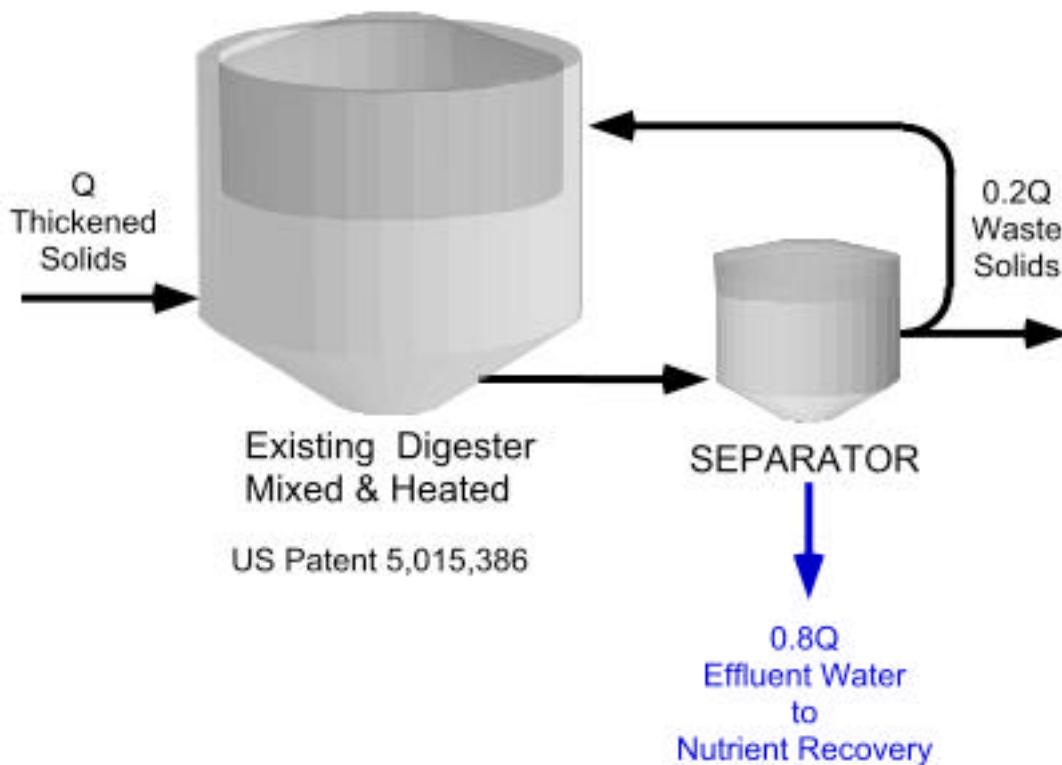 Q
Thickened
Solids
0.2Q
Waste
Solids
Existing Digester
Mixed & Heated
US Patent 5,015,386
SEPARATOR
0.8Q
Effluent Water
to
Nutrient Recovery